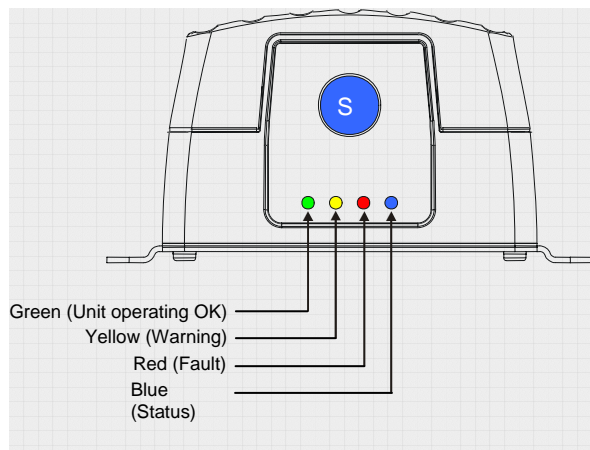 S
Green (Unit operating OK)
Yellow (Warning)
Red (Fault)
Blue
(Status)